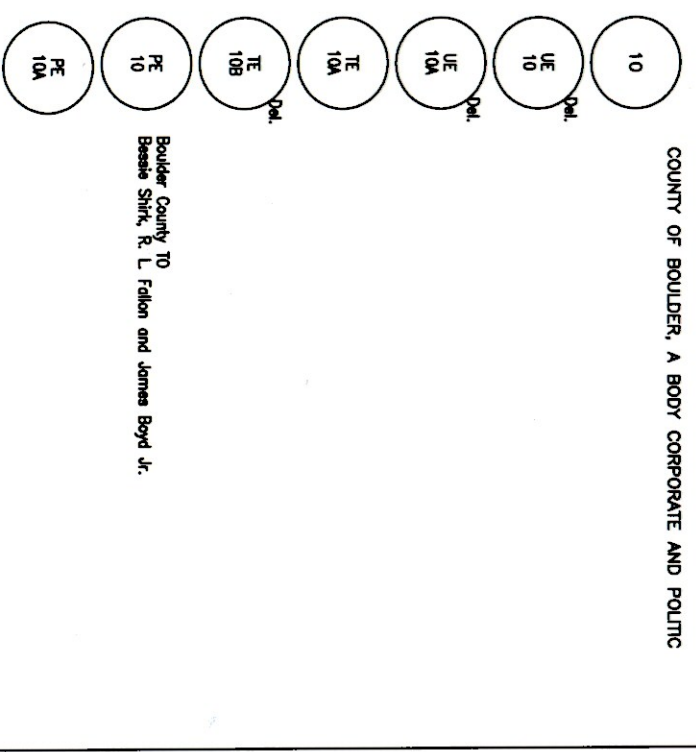 10
COUNTY OF BOULDER, A BODY CORPORATE AND POLITIC
UE
10
Del.
UE
10A
Del.
TE
10A
TE
10B
Del.
PE
10
Boulder County TO
Bessie Shirk, R. L. Fallon and James Boyd Jr.
PE
10A